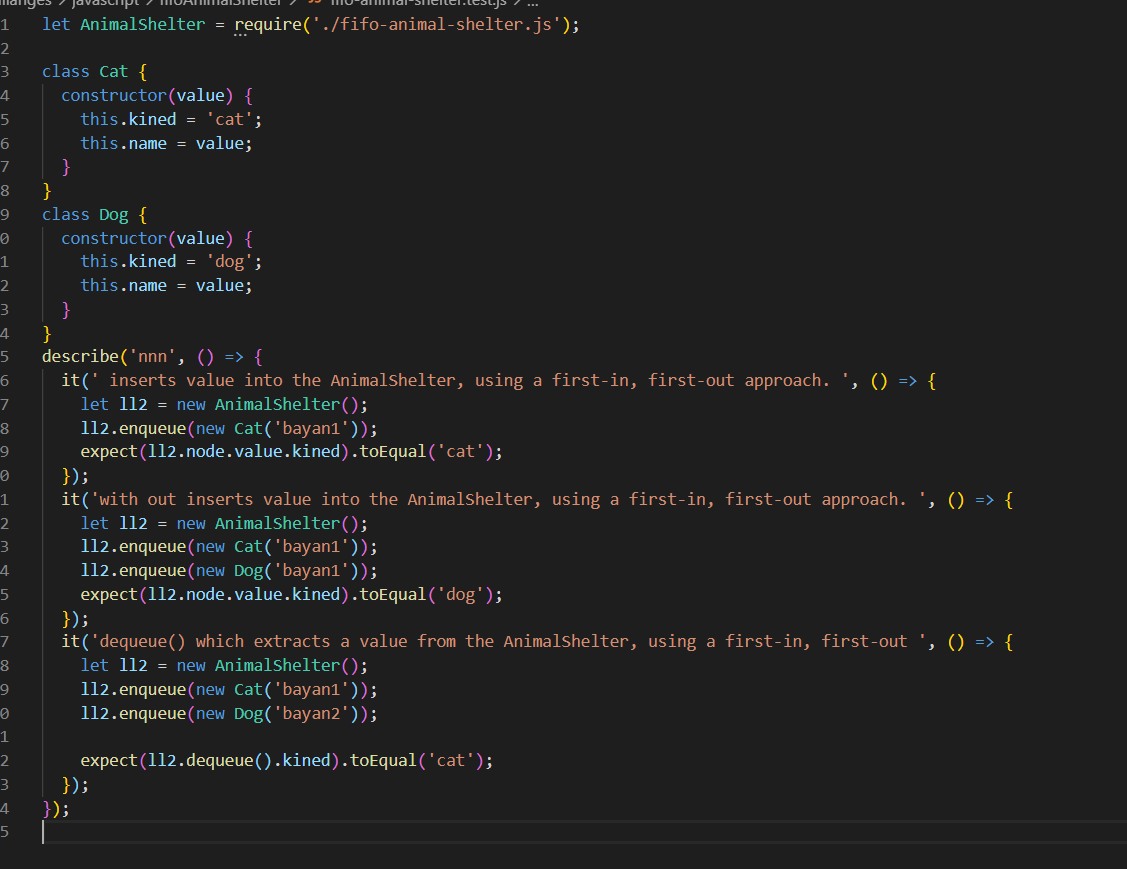 javascript > fifoAnimalShelter > fifo-animal-shelter.test.js > ...
1 let AnimalShelter = require('./fifo-animal-shelter.js');
2
3 class Cat {
4 constructor(value) {
5 this.kined = 'cat';
6 this.name = value;
7 }
8 }
9 class Dog {
0 constructor(value) {
1 this.kined = 'dog';
2 this.name = value;
3 }
4 }
5 describe('nnn', () => {
6 it(' inserts value into the AnimalShelter, using a first-in, first-out approach. ', () => {
7 let ll2 = new AnimalShelter();
8 ll2.enqueue(new Cat('bayan1'));
9 expect(ll2.node.value.kined).toEqual('cat');
0 });
1 it('with out inserts value into the AnimalShelter, using a first-in, first-out approach. ', () => {
2 let ll2 = new AnimalShelter();
3 ll2.enqueue(new Cat('bayan1'));
4 ll2.enqueue(new Dog('bayan1'));
5 expect(ll2.node.value.kined).toEqual('dog');
6 });
7 it('dequeue() which extracts a value from the AnimalShelter, using a first-in, first-out ', () => {
8 let ll2 = new AnimalShelter();
9 ll2.enqueue(new Cat('bayan1'));
0 ll2.enqueue(new Dog('bayan2'));
1
2 expect(ll2.dequeue().kined).toEqual('cat');
3 });
4 });
5